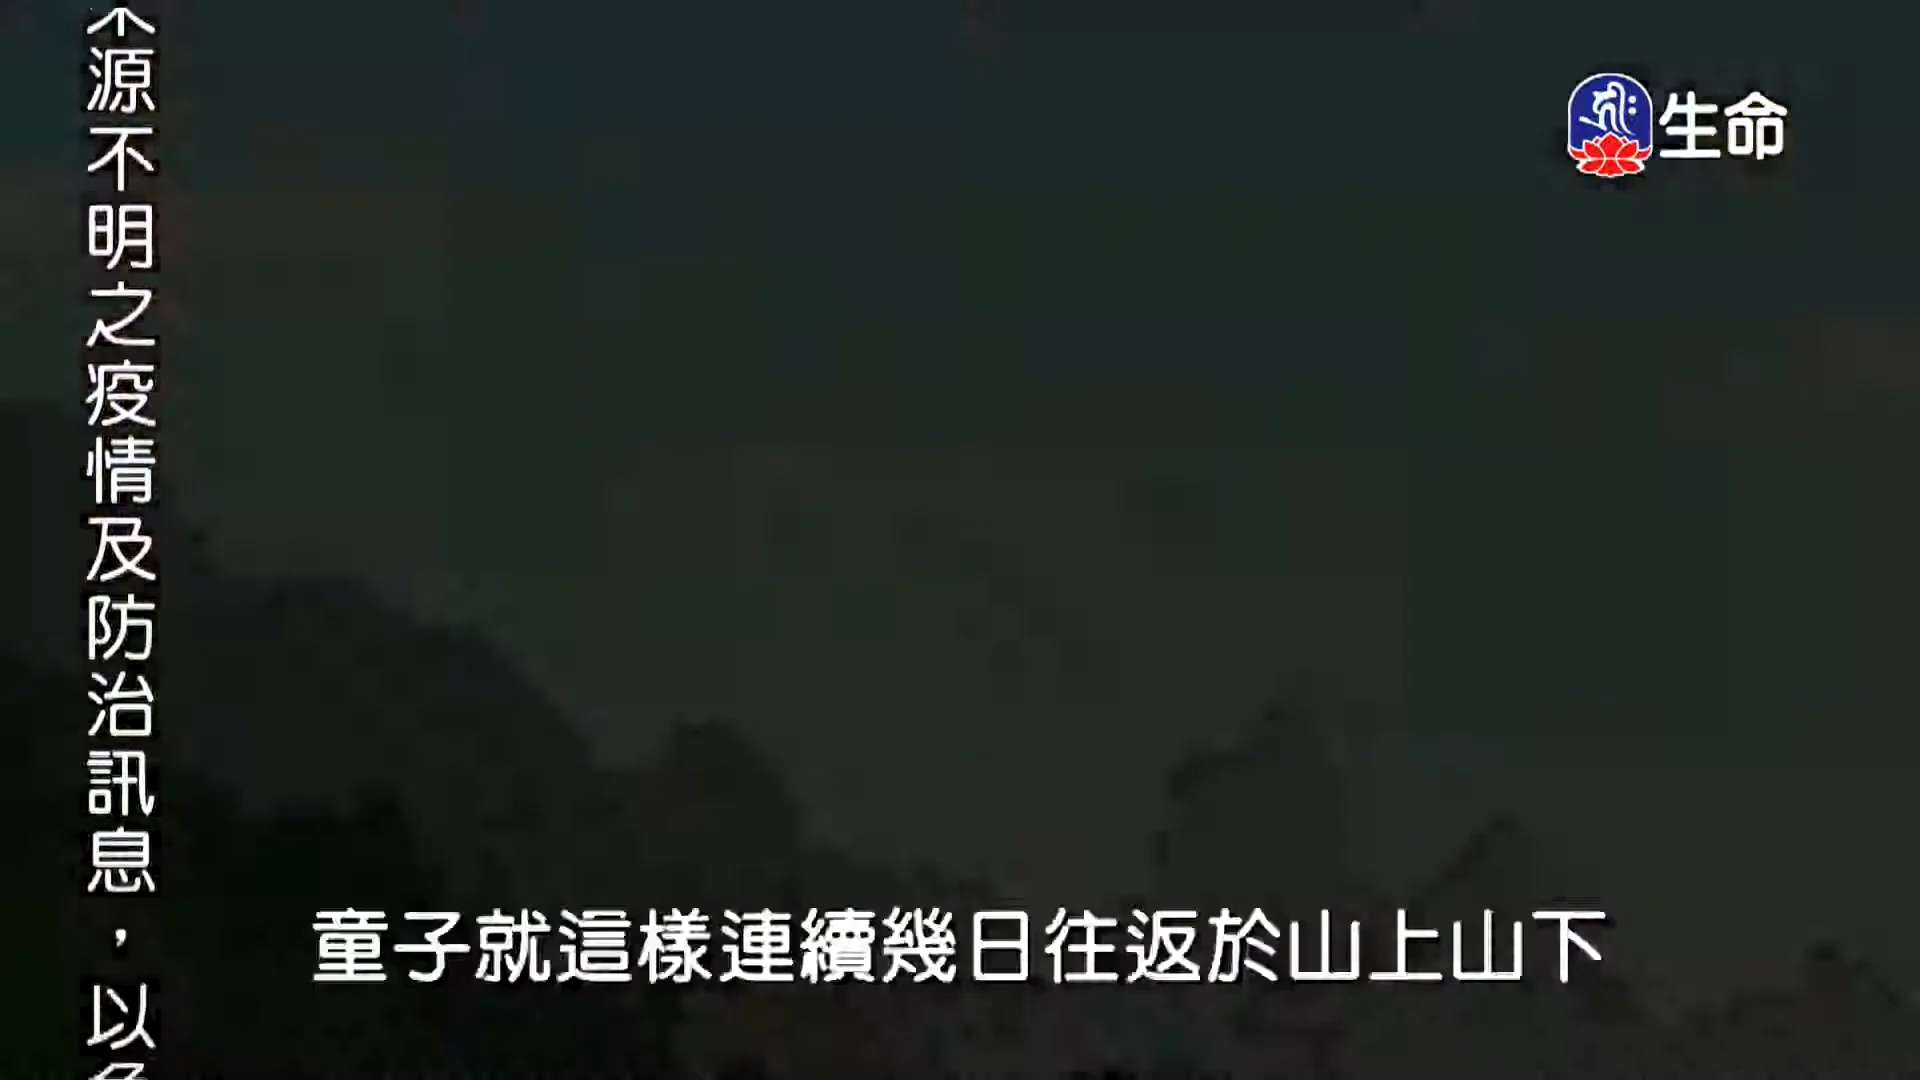 源不明之疫情及防治訊息，以
生命
童子就這樣連續幾日往返於山上山下